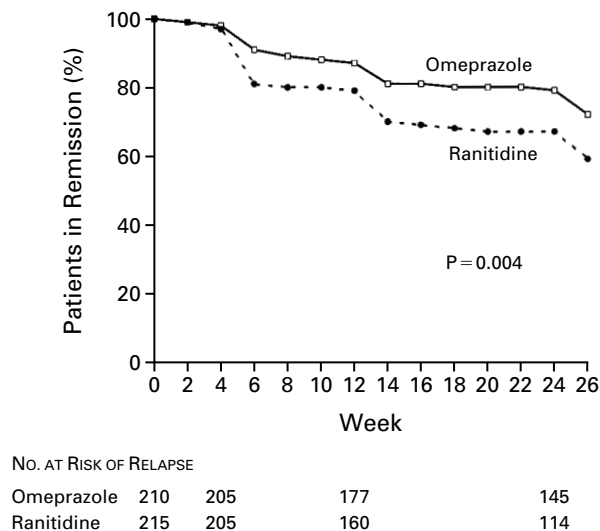 Patients in Remission (%)
100
80
60
40
20
0
Omeprazole
Ranitidine
P=0.004
0 2 4 6 8 10 12 14 16 18 20 22 24 26
Week
NO. AT RISK OF RELAPSE
Omeprazole 210 205 177 145
Ranitidine 215 205 160 114